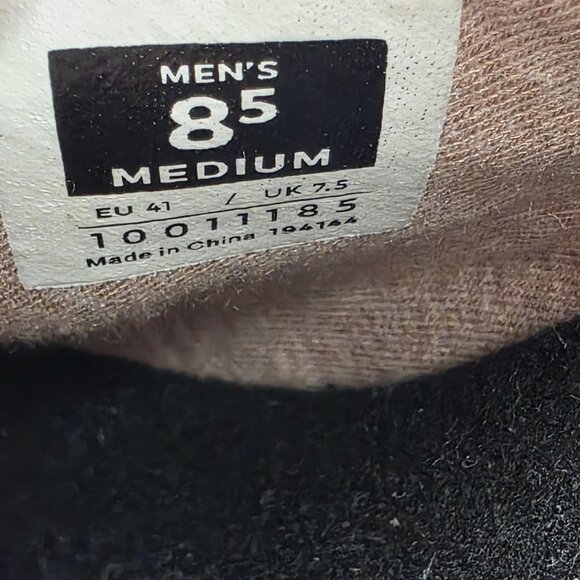 MEN'S
8⁵
MEDIUM
EU 41 / UK 7.5
10011185
Made in China 194144